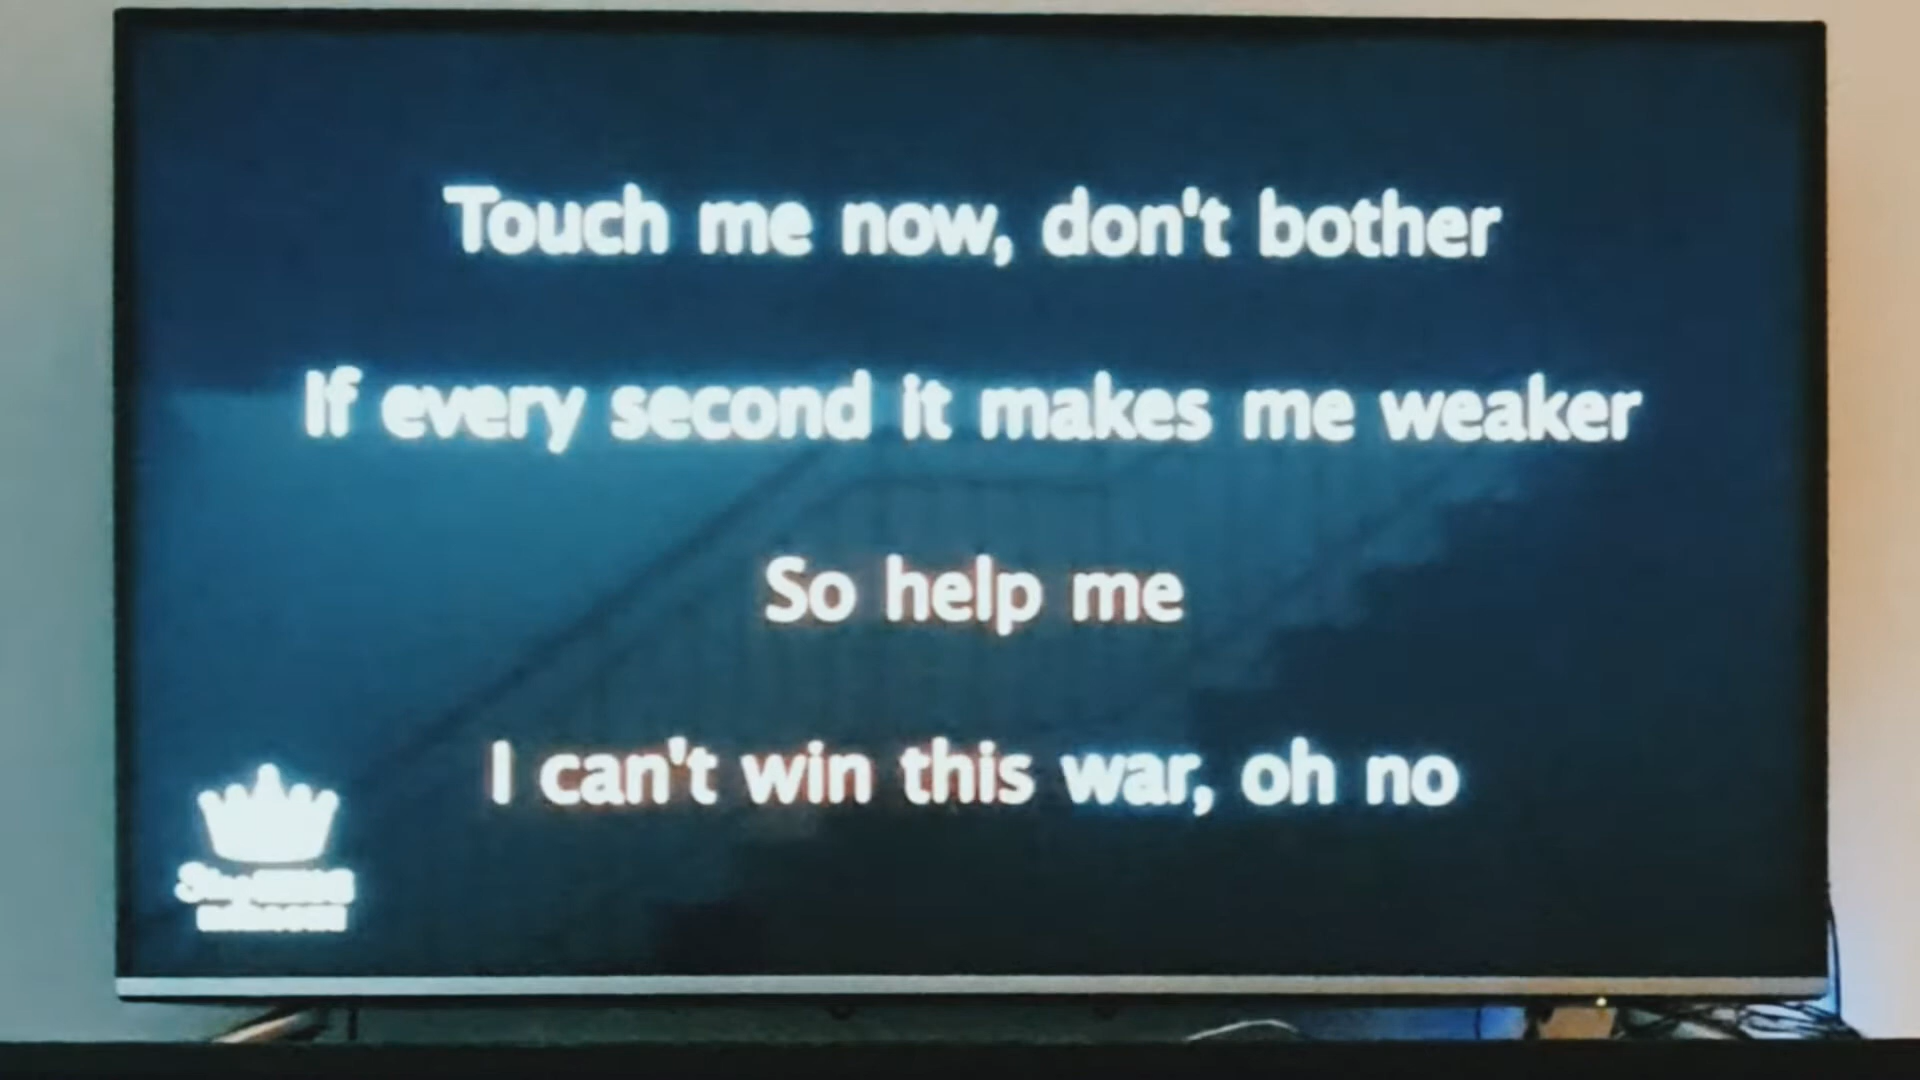 Touch me now, don't bother
If every second it makes me weaker
So help me
I can't win this war, oh no